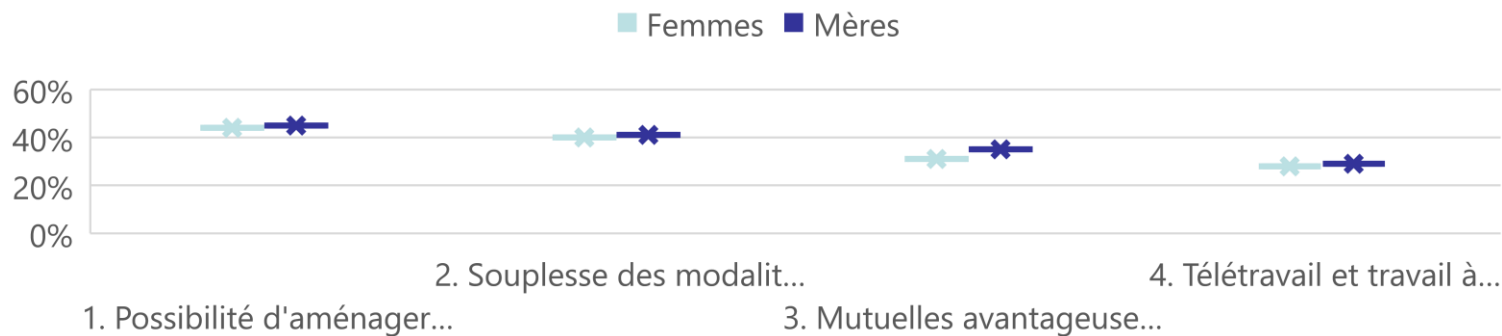 Femmes Mères
60%
40%
20%
0%
2. Souplesse des modalit... 4. Télétravail et travail à...
1. Possibilité d'aménager... 3. Mutuelles avantageuse...